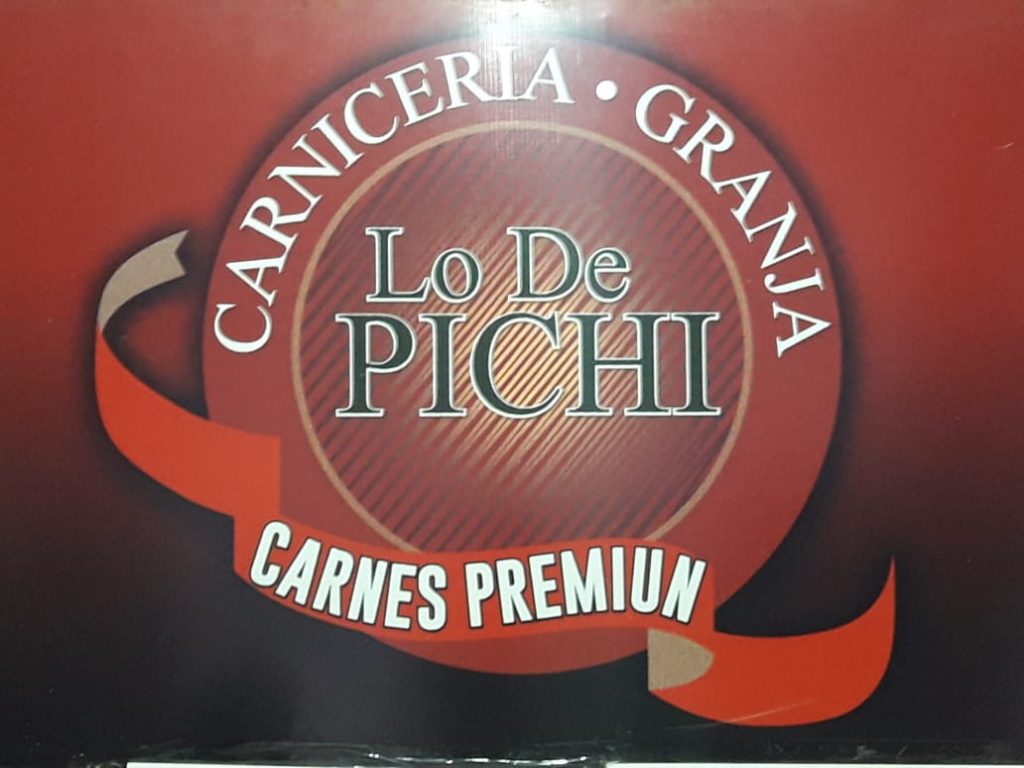 CARNICERIA • GRANJA
Lo De
PICHI
CARNES PREMIUN